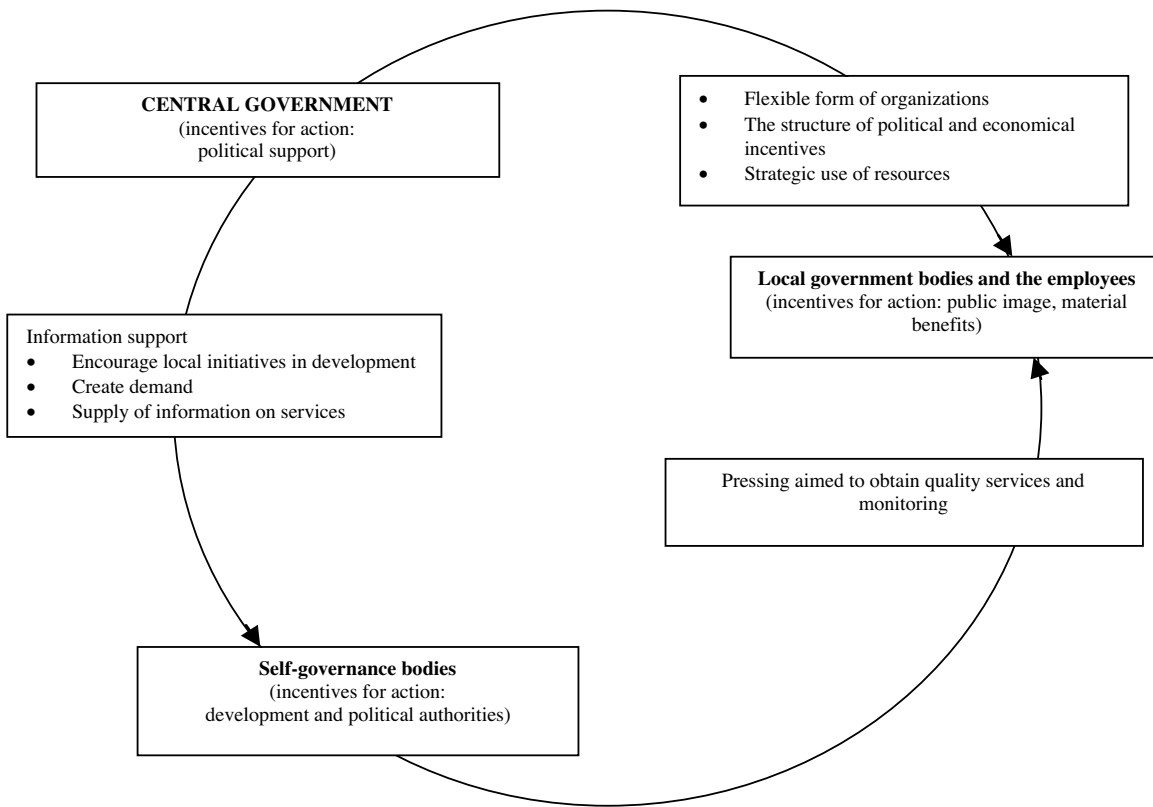 CENTRAL GOVERNMENT
(incentives for action:
political support)
• Flexible form of organizations
• The structure of political and economical
incentives
• Strategic use of resources
Local government bodies and the employees
(incentives for action: public image, material
benefits)
Information support
• Encourage local initiatives in development
• Create demand
• Supply of information on services
Pressing aimed to obtain quality services and
monitoring
Self-governance bodies
(incentives for action:
development and political authorities)